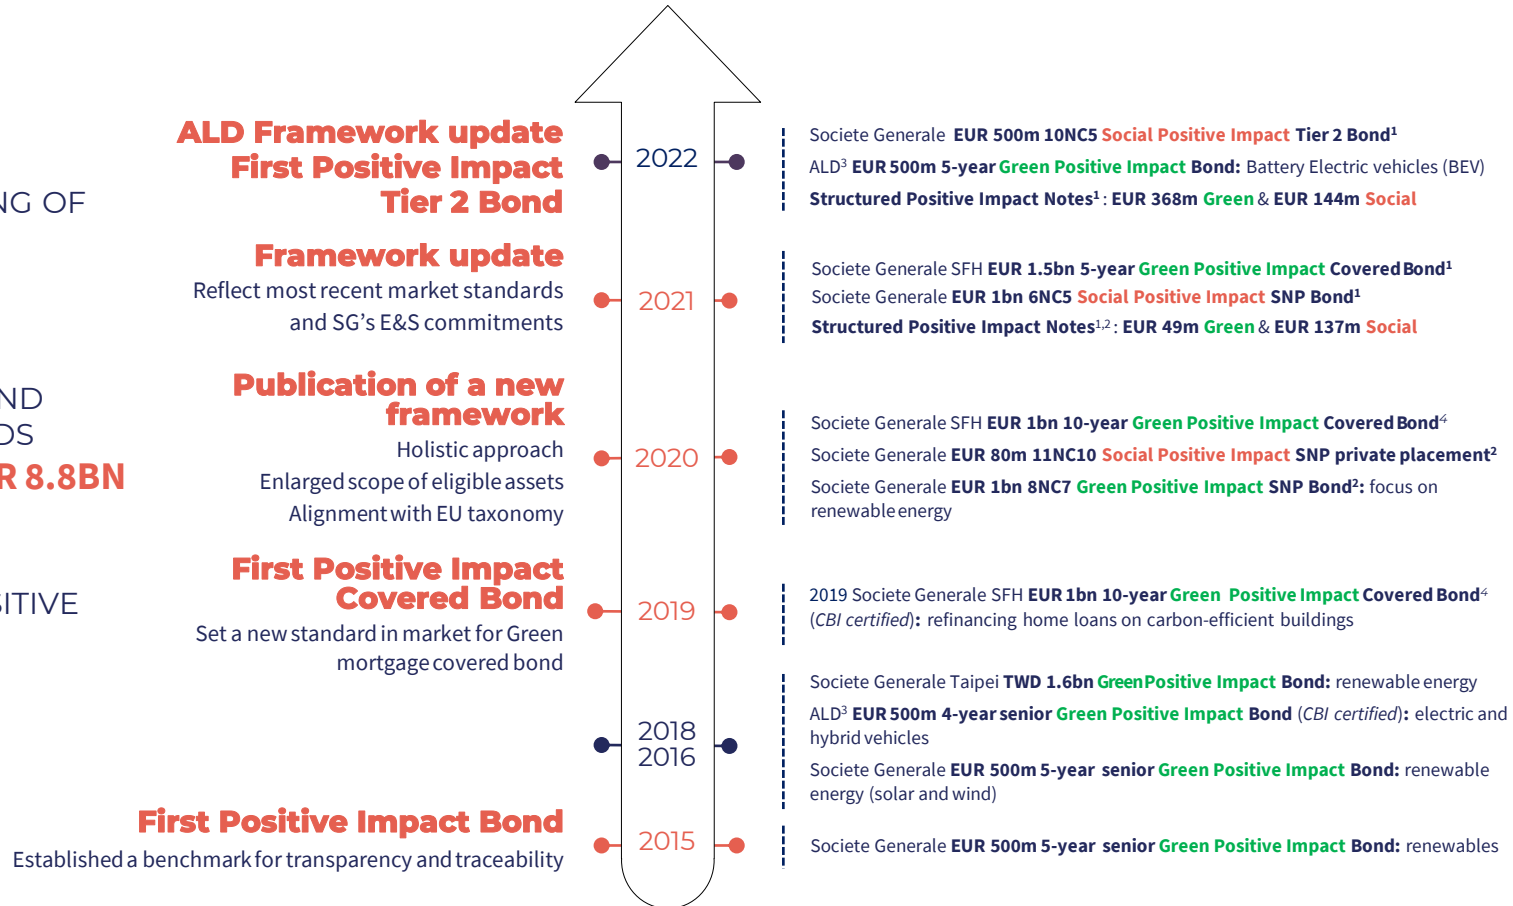 NG OF
ND
DS
R 8.8BN
SITIVE
ALD Framework update
First Positive Impact
Tier 2 Bond
2022
Societe Generale EUR 500m 10NC5 Social Positive Impact Tier 2 Bond¹
ALD³ EUR 500m 5-year Green Positive Impact Bond: Battery Electric vehicles (BEV)
Structured Positive Impact Notes¹ : EUR 368m Green & EUR 144m Social
Framework update
Reflect most recent market standards
and SG’s E&S commitments
2021
Societe Generale SFH EUR 1.5bn 5-year Green Positive Impact Covered Bond¹
Societe Generale EUR 1bn 6NC5 Social Positive Impact SNP Bond¹
Structured Positive Impact Notes¹,² : EUR 49m Green & EUR 137m Social
Publication of a new
framework
Holistic approach
Enlarged scope of eligible assets
Alignment with EU taxonomy
2020
Societe Generale SFH EUR 1bn 10-year Green Positive Impact Covered Bond⁴
Societe Generale EUR 80m 11NC10 Social Positive Impact SNP private placement²
Societe Generale EUR 1bn 8NC7 Green Positive Impact SNP Bond²: focus on
renewable energy
First Positive Impact
Covered Bond
Set a new standard in market for Green
mortgage covered bond
2019
2019 Societe Generale SFH EUR 1bn 10-year Green Positive Impact Covered Bond⁴
(CBI certified): refinancing home loans on carbon-efficient buildings
2018
2016
Societe Generale Taipei TWD 1.6bn Green Positive Impact Bond: renewable energy
ALD³ EUR 500m 4-year senior Green Positive Impact Bond (CBI certified): electric and
hybrid vehicles
Societe Generale EUR 500m 5-year senior Green Positive Impact Bond: renewable
energy (solar and wind)
First Positive Impact Bond
Established a benchmark for transparency and traceability
2015
Societe Generale EUR 500m 5-year senior Green Positive Impact Bond: renewables